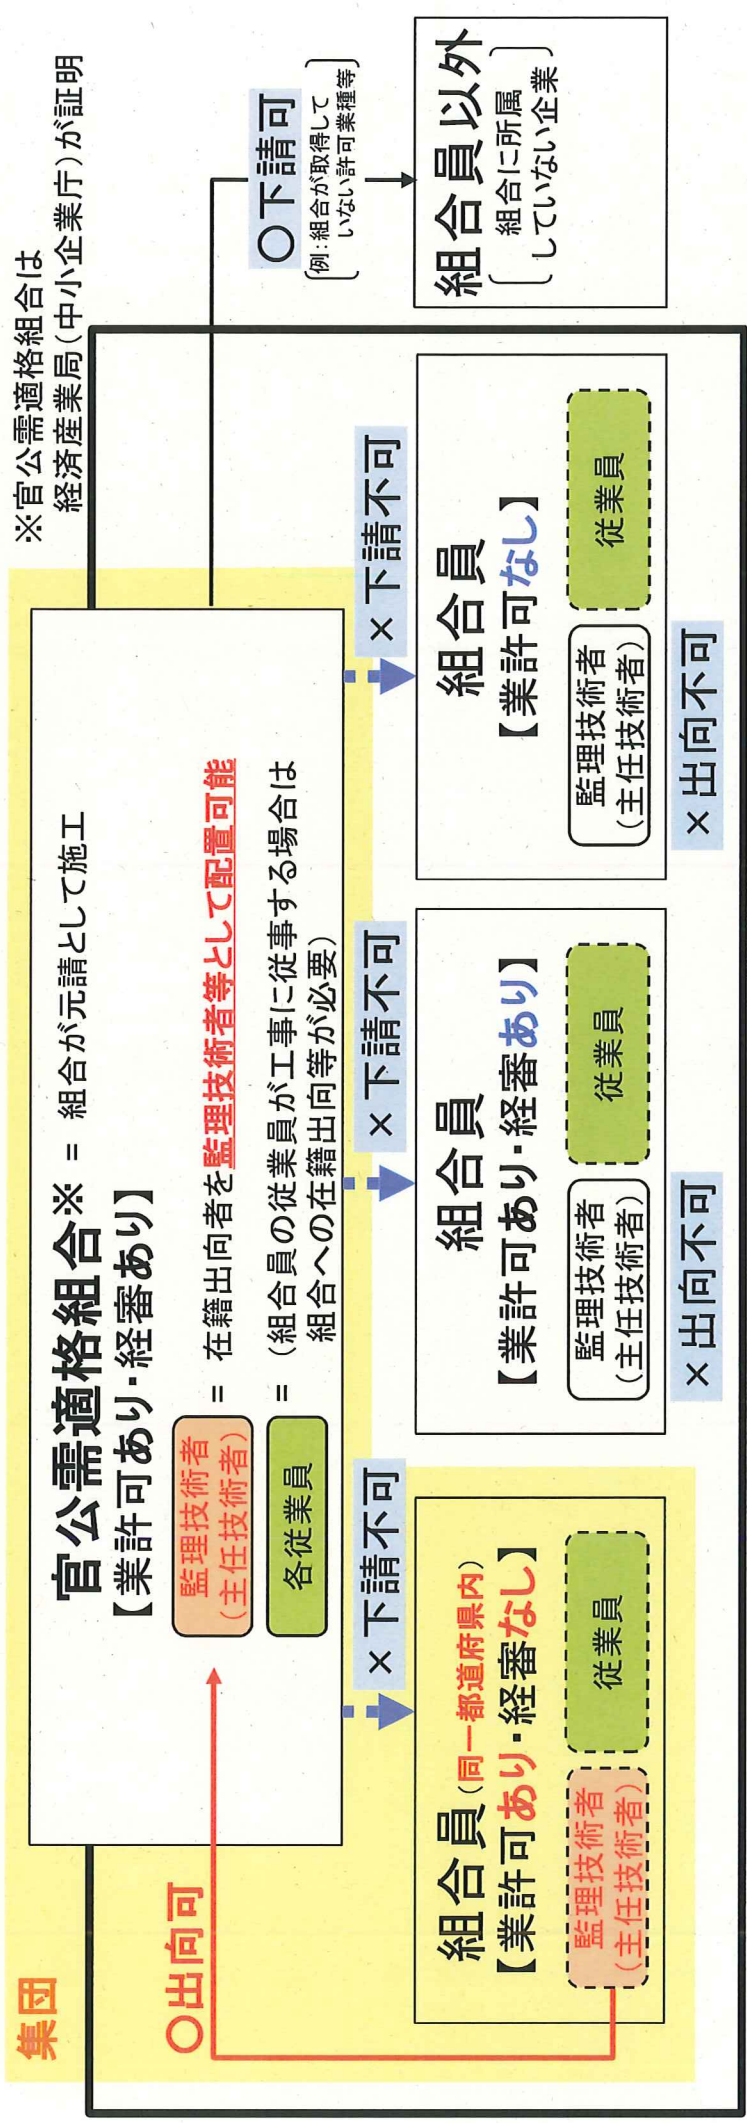 集団
※官公需適格組合は
経済産業局(中小企業庁)が証明
官公需適格組合※ = 組合が元請として施工
【業許可あり・経審あり】
監理技術者
(主任技術者)
= 在籍出向者を監理技術者等として配置可能
各従業員
= (組合員の従業員が工事に従事する場合は
組合への在籍出向等が必要)
〇出向可
×下請不可
×下請不可
×下請不可
〇下請可
例:組合が取得して
いない許可業種等
組合員(同一都道府県内)
【業許可あり・経審なし】
監理技術者
(主任技術者)
従業員
組合員
【業許可あり・経審あり】
監理技術者
(主任技術者)
従業員
×出向不可
組合員
【業許可なし】
監理技術者
(主任技術者)
従業員
×出向不可
組合員以外
組合に所属
していない企業